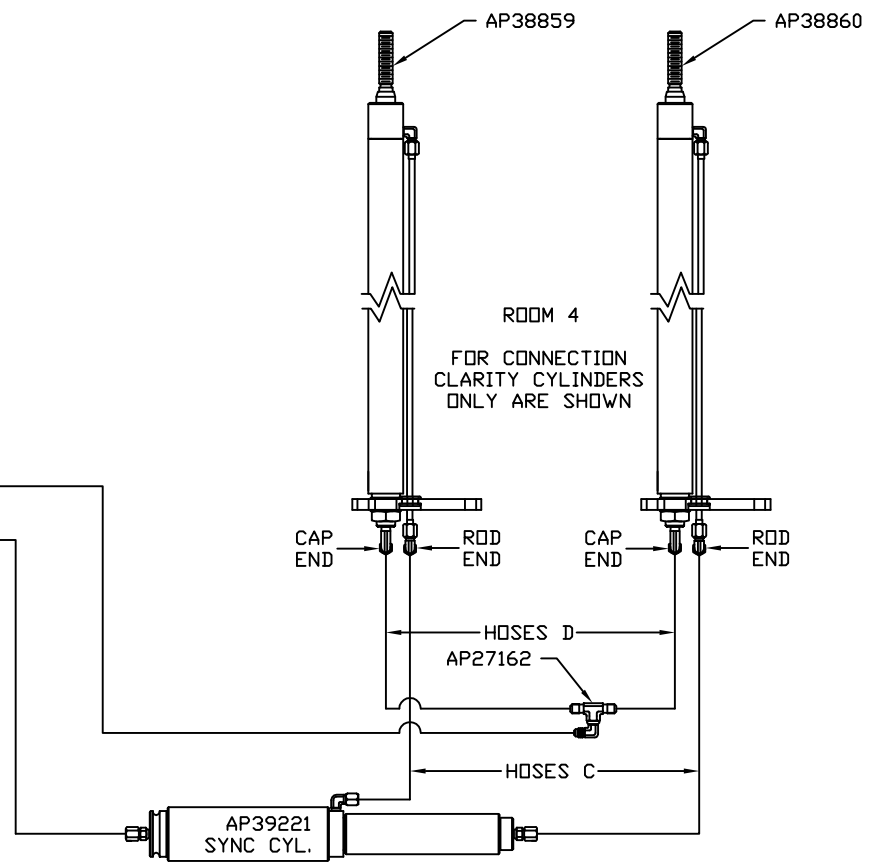 AP38859
AP38860
ROOM 4
FOR CONNECTION
CLARITY CYLINDERS
ONLY ARE SHOWN
CAP
END
ROD
END
CAP
END
ROD
END
HOSES D
AP27162
HOSES C
AP39221
SYNC CYL.